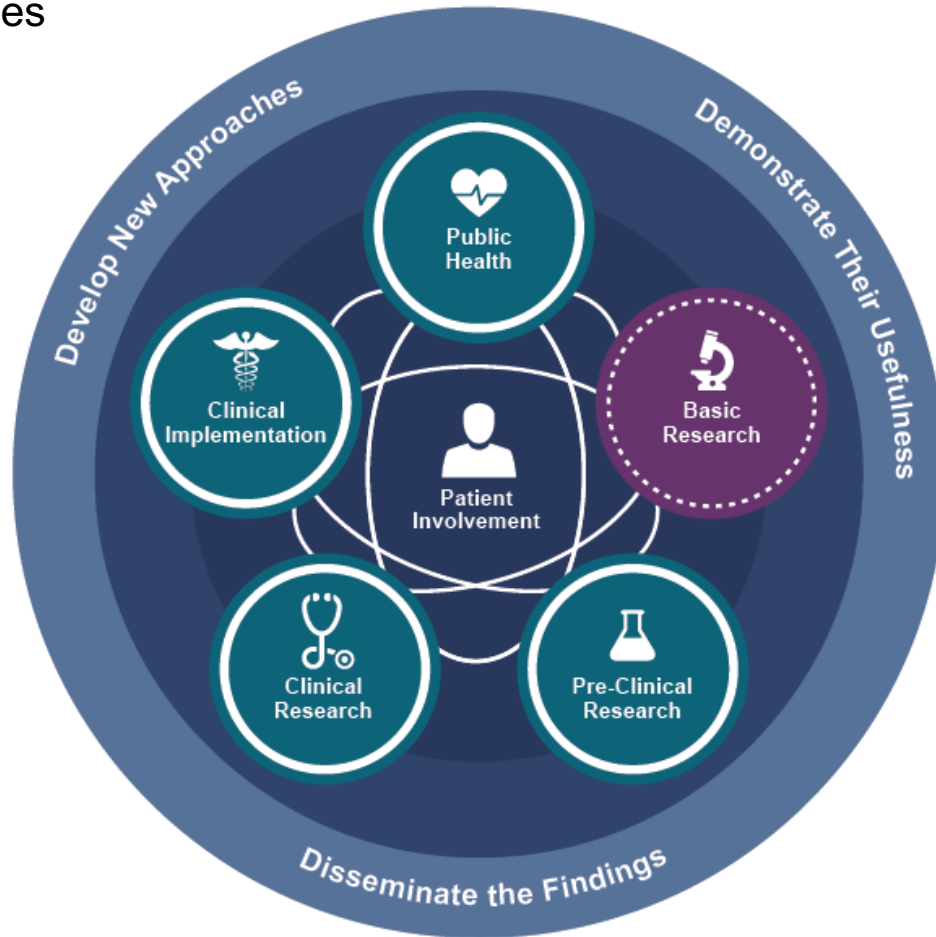 es
Develop New Approaches
Demonstrate Their Usefulness
Public
Health
Clinical
Implementation
Basic
Research
Patient
Involvement
Clinical
Research
Pre-Clinical
Research
Disseminate the Findings